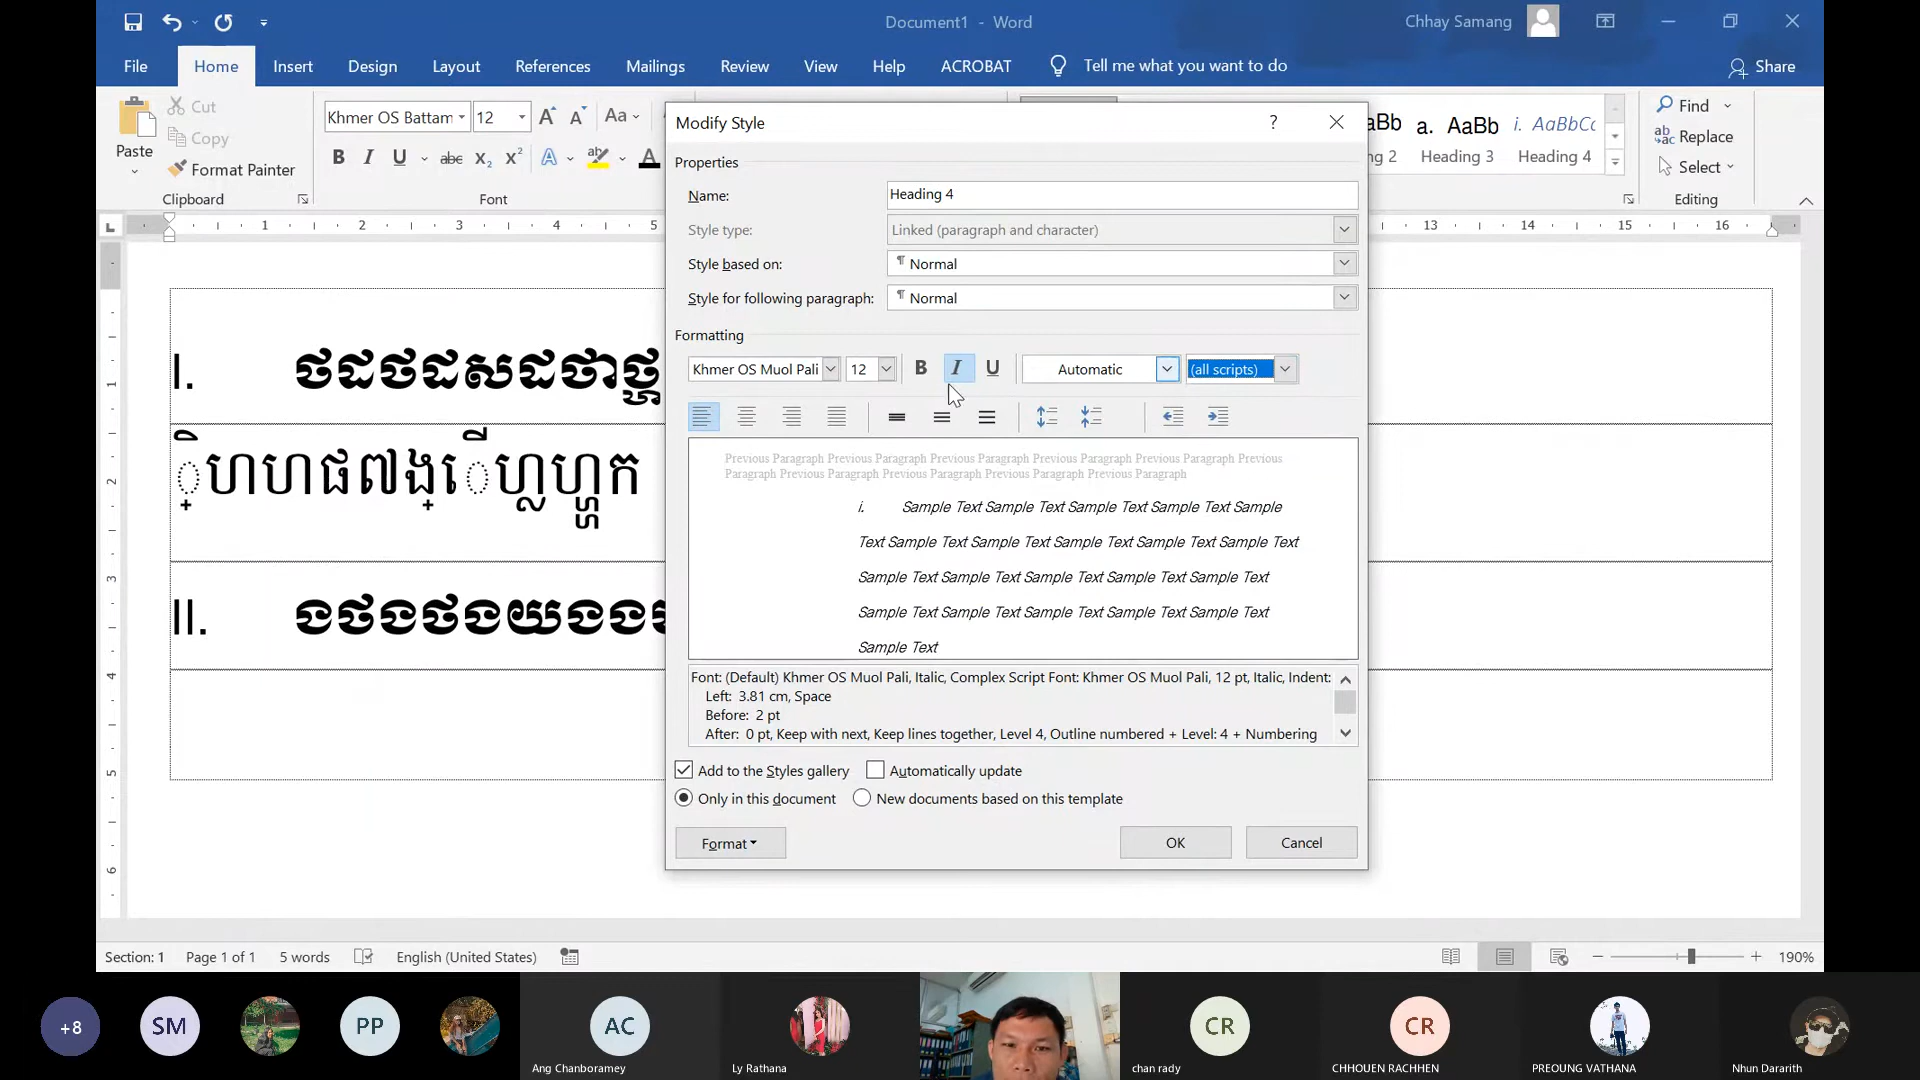 Document1 - Word
Chhay Samang
File
Home
Insert
Design
Layout
References
Mailings
Review
View
Help
ACROBAT
Tell me what you want to do
Share
Paste
Cut
Copy
Format Painter
Clipboard
Khmer OS Battam
12
Font
Heading 3
Heading 4
Find
Replace
Select
Editing
Modify Style
Properties
Name: Heading 4
Style type: Linked (paragraph and character)
Style based on: Normal
Style for following paragraph: Normal
Formatting
Khmer OS Muol Pali 12 B I U Automatic (all scripts)
Previous Paragraph Previous Paragraph Previous Paragraph Previous Paragraph Previous Paragraph Previous
Paragraph Previous Paragraph Previous Paragraph Previous Paragraph Previous Paragraph
i. Sample Text Sample Text Sample Text Sample Text Sample
Text Sample Text Sample Text Sample Text Sample Text Sample Text
Sample Text Sample Text Sample Text Sample Text Sample Text
Sample Text Sample Text Sample Text Sample Text Sample Text
Sample Text
Font: (Default) Khmer OS Muol Pali, Italic, Complex Script Font: Khmer OS Muol Pali, 12 pt, Italic, Indent:
Left: 3.81 cm, Space
Before: 2 pt
After: 0 pt, Keep with next, Keep lines together, Level 4, Outline numbered + Level: 4 + Numbering
Add to the Styles gallery
Automatically update
Only in this document
New documents based on this template
Format
OK
Cancel
I.
II.
Section: 1
Page 1 of 1
5 words
English (United States)
190%
+8
SM
PP
AC
Ang Chanboramey
Ly Rathana
CR
chan rady
CR
CHHOUEN RACHHEN
PREOUNG VATHANA
Nhun Dararith